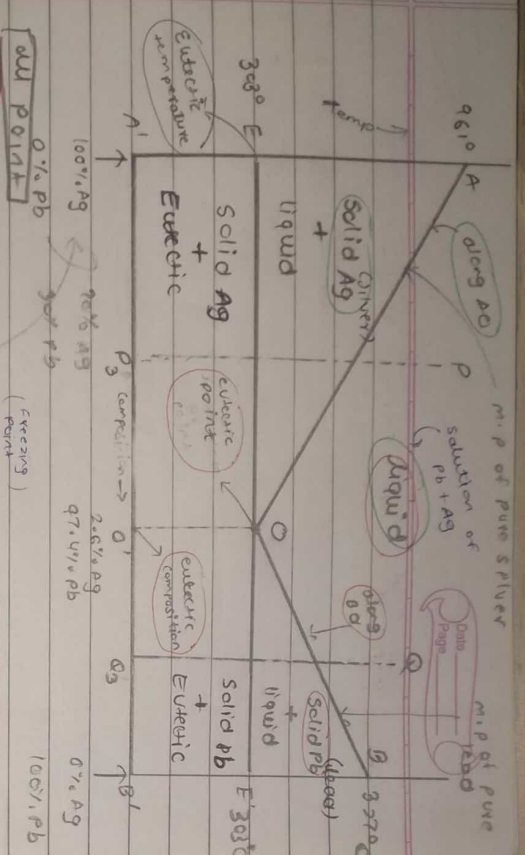 m.p of pure silver
m.p of pure
lead
Date
Page
961°
A
along AO
P
solution of
Pb + Ag
liquid
Q
B
327°C
temp
solid Ag
(silver)
+
liquid
O
along
BO
solid Pb
(lead)
+
liquid
303° E
E' 303°C
Eutectic
temperature
solid Ag
+
Eutectic
eutectic
point
eutectic
composition
solid Pb
+
Eutectic
A'
P3
composition →
O'
Q3
B'
100% Ag
0% Pb
90% Ag
2.6% Ag
97.4% Pb
0% Ag
100% Pb
all point
(Freezing
point